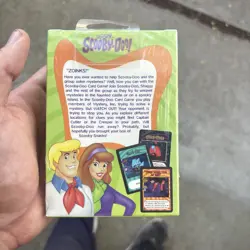 SCOOBY-DOO!
"ZOINKS!"
Have you ever wanted to help Scooby-Doo and the
group solve mysteries? Well, now you can with the
Scooby-Doo Card Game! Join Scooby-Doo, Shaggy
and the rest of the group as they try to unravel
mysteries in the haunted castle or on a spooky
island. In the Scooby-Doo Card Game you play
members of Mystery, Inc. trying to solve a
mystery, but WATCH OUT! Your opponent is
trying to stop you. As you explore different
locations for clues you might find Captain
Cutler or the Creeper in your path. Will
Scooby-Doo run away? Probably, but
hopefully you brought your box of
Scooby Snacks!